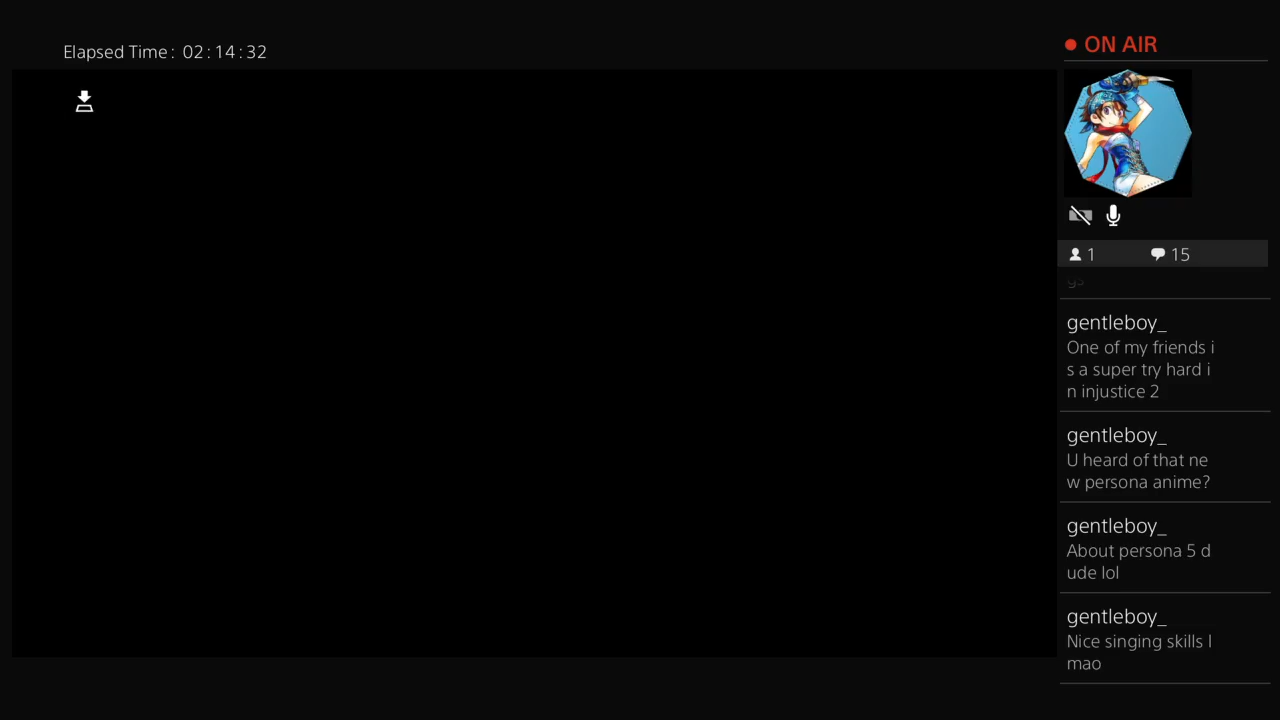 Elapsed Time: 02:14:32
ON AIR
1 15
gs
gentleboy_
One of my friends i
s a super try hard i
n injustice 2
gentleboy_
U heard of that ne
w persona anime?
gentleboy_
About persona 5 d
ude lol
gentleboy_
Nice singing skills l
mao